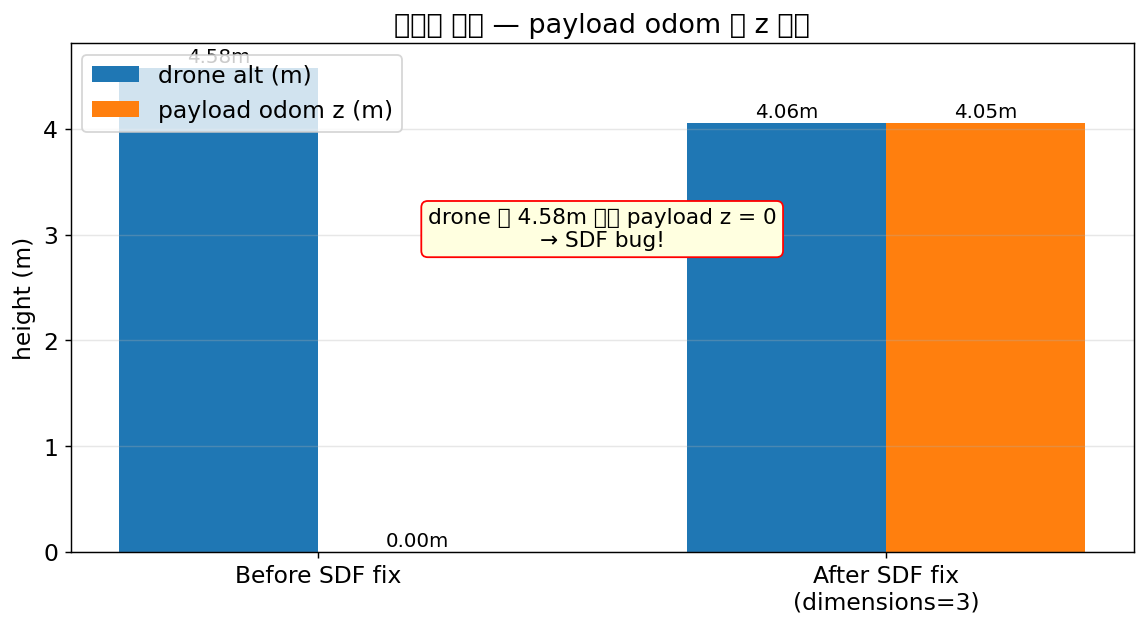 — payload odom z
4.58m
drone alt (m)
payload odom z (m)
4.06m
4.05m
drone 4.58m payload z = 0
→ SDF bug!
0.00m
height (m)
4
3
2
1
0
Before SDF fix
After SDF fix
(dimensions=3)